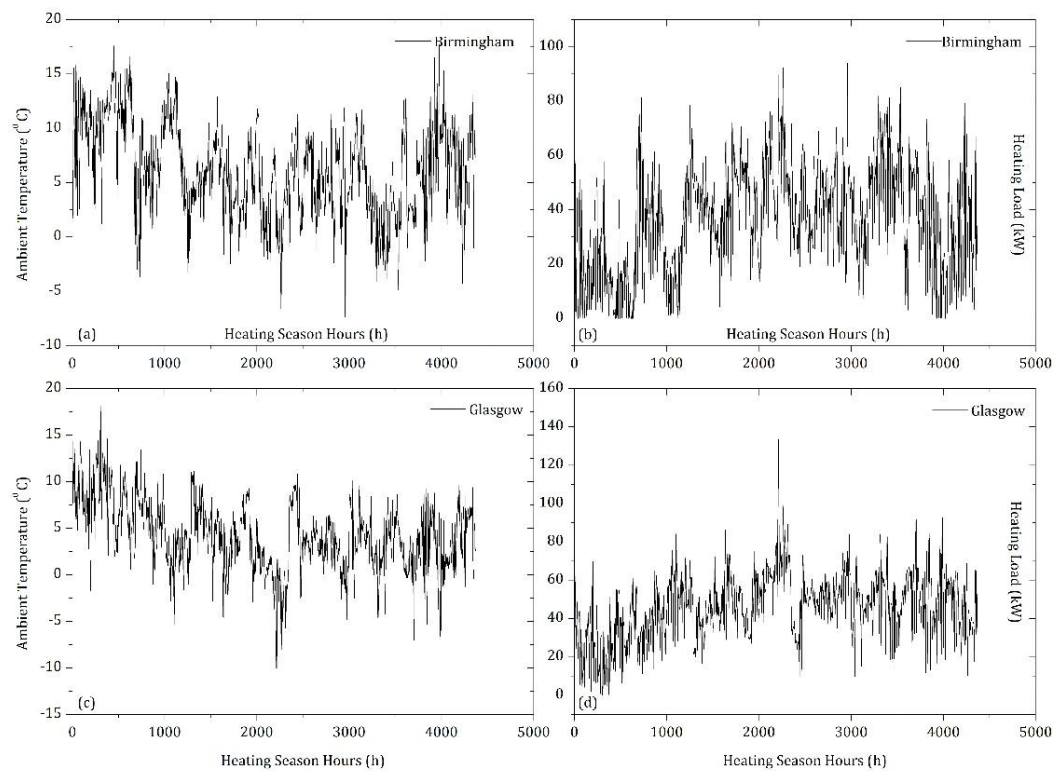 20
15
10
5
0
-5
-10
Ambient Temperature (⁰C)
Birmingham
(a)
Heating Season Hours (h)
0 1000 2000 3000 4000 5000
100
80
60
40
20
0
Heating Load (kW)
Birmingham
(b)
Heating Season Hours (h)
0 1000 2000 3000 4000 5000
20
15
10
5
0
-5
-10
-15
Ambient Temperature (⁰C)
Glasgow
(c)
0 1000 2000 3000 4000 5000
Heating Season Hours (h)
160
140
120
100
80
60
40
20
0
Heating Load (kW)
Glasgow
(d)
0 1000 2000 3000 4000 5000
Heating Season Hours (h)